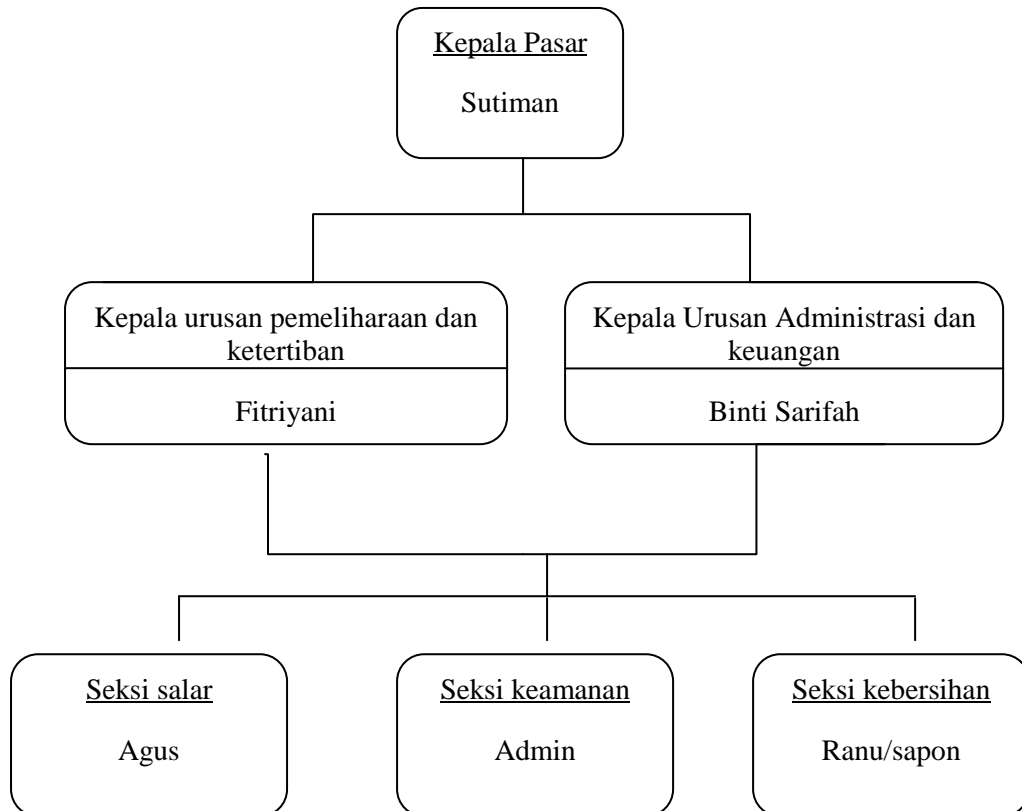 Kepala Pasar
Sutiman
Kepala urusan pemeliharaan dan
ketertiban
Fitriyani
Kepala Urusan Administrasi dan
keuangan
Binti Sarifah
Seksi salar
Agus
Seksi keamanan
Admin
Seksi kebersihan
Ranu/sapon